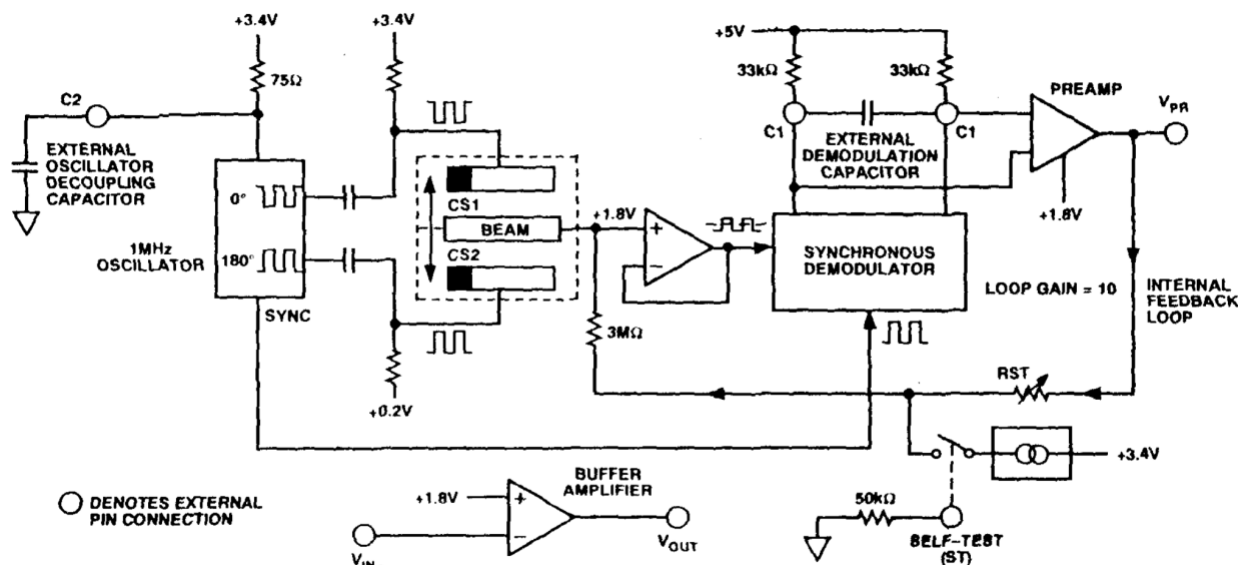 +3.4V
+3.4V
75Ω
C2
EXTERNAL
OSCILLATOR
DECOUPLING
CAPACITOR
0°
1MHz
OSCILLATOR
180°
SYNC
CS1
BEAM
CS2
+0.2V
+1.8V
+
−
3MΩ
+5V
33kΩ
33kΩ
C1
C1
EXTERNAL
DEMODULATION
CAPACITOR
PREAMP
VPR
+1.8V
SYNCHRONOUS
DEMODULATOR
LOOP GAIN = 10
INTERNAL
FEEDBACK
LOOP
RST
+3.4V
50kΩ
SELF-TEST
(ST)
DENOTES EXTERNAL
PIN CONNECTION
BUFFER
AMPLIFIER
+1.8V
+
−
VIN
VOUT